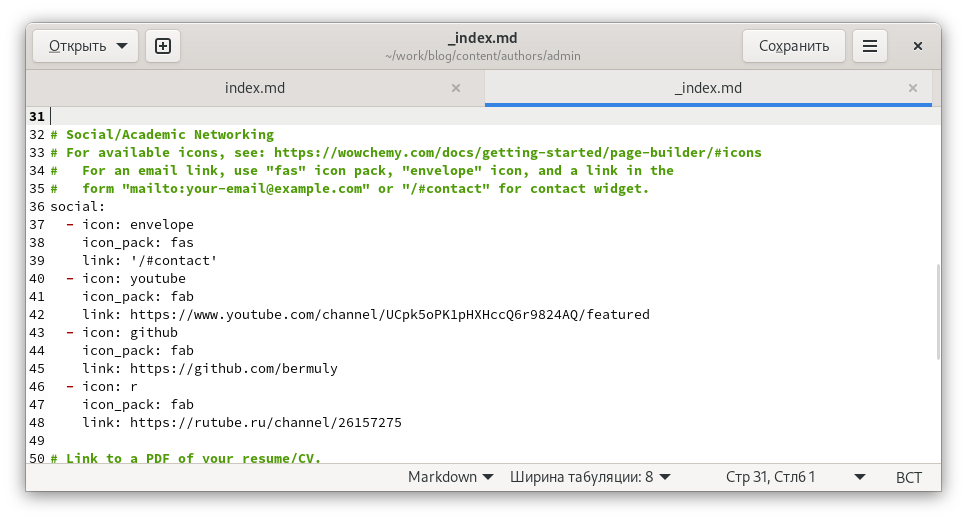 Открыть
_index.md
~/work/blog/content/authors/admin
Сохранить
index.md
_index.md
31
32 # Social/Academic Networking
33 # For available icons, see: https://wowchemy.com/docs/getting-started/page-builder/#icons
34 #   For an email link, use "fas" icon pack, "envelope" icon, and a link in the
35 #   form "mailto:your-email@example.com" or "/#contact" for contact widget.
36 social:
37   - icon: envelope
38     icon_pack: fas
39     link: '/#contact'
40   - icon: youtube
41     icon_pack: fab
42     link: https://www.youtube.com/channel/UCpk5oPK1pHXHccQ6r9824AQ/featured
43   - icon: github
44     icon_pack: fab
45     link: https://github.com/bermuly
46   - icon: r
47     icon_pack: fab
48     link: https://rutube.ru/channel/26157275
49
50 # Link to a PDF of your resume/CV.
Markdown Ширина табуляции: 8 Стр 31, Стлб 1 ВСТ